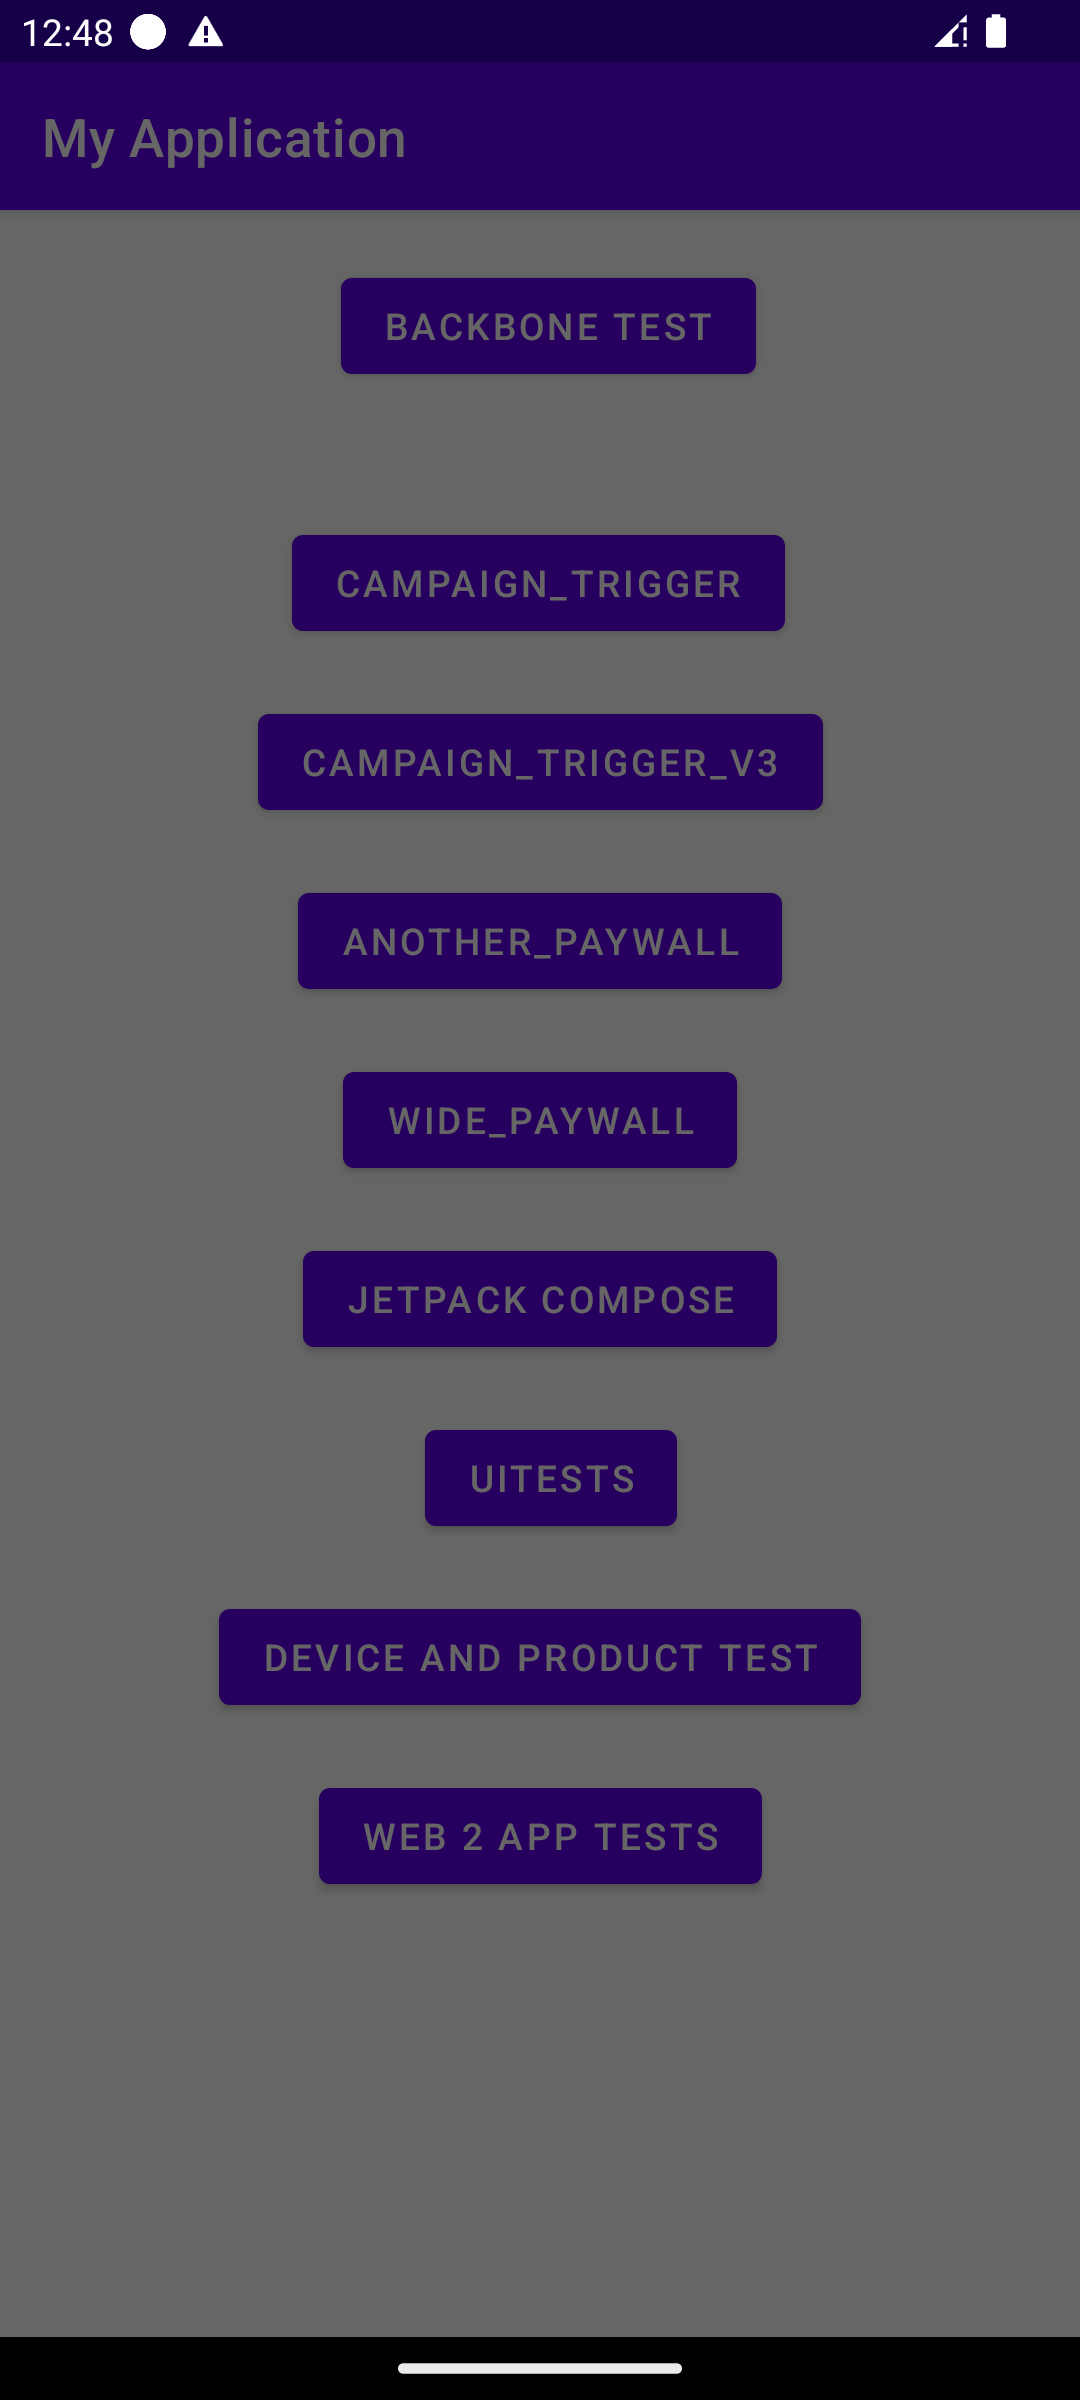 12:48
My Application
BACKBONE TEST
CAMPAIGN_TRIGGER
CAMPAIGN_TRIGGER_V3
ANOTHER_PAYWALL
WIDE_PAYWALL
JETPACK COMPOSE
UITESTS
DEVICE AND PRODUCT TEST
WEB 2 APP TESTS